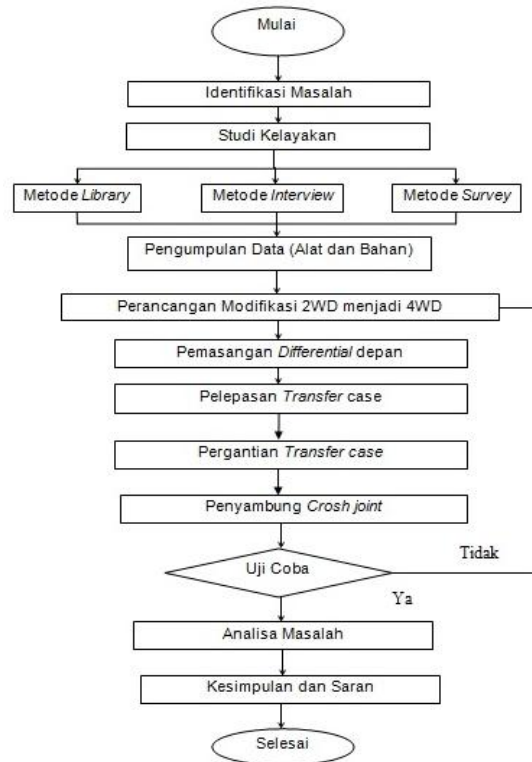 Mulai
Identifikasi Masalah
Studi Kelayakan
Metode Library
Metode Interview
Metode Survey
Pengumpulan Data (Alat dan Bahan)
Perancangan Modifikasi 2WD menjadi 4WD
Pemasangan Differential depan
Pelepasan Transfer case
Pergantian Transfer case
Penyambung Crosh joint
Uji Coba
Tidak
Ya
Analisa Masalah
Kesimpulan dan Saran
Selesai